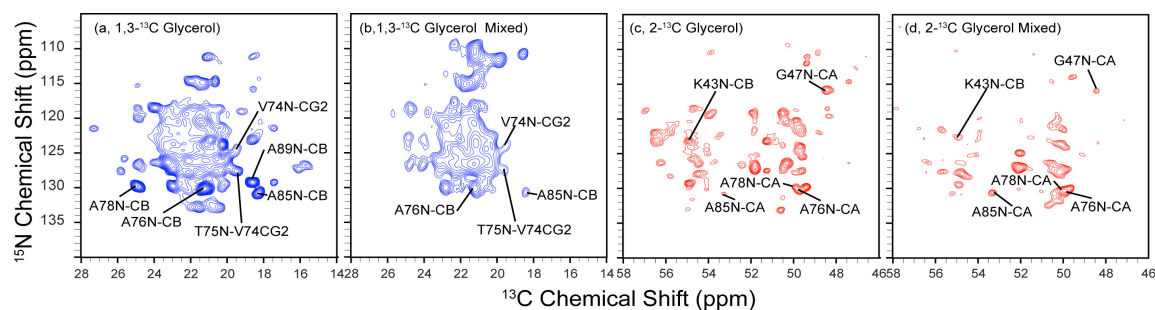 (a, 1,3-¹³C Glycerol)
(b,1,3-¹³C Glycerol Mixed)
(c, 2-¹³C Glycerol)
(d, 2-¹³C Glycerol Mixed)
¹⁵N Chemical Shift (ppm)
110
115
120
125
130
135
V74N-CG2
A89N-CB
A85N-CB
A78N-CB
A76N-CB
T75N-V74CG2
V74N-CG2
A85N-CB
A76N-CB
T75N-V74CG2
G47N-CA
K43N-CB
A78N-CA
A85N-CA
A76N-CA
G47N-CA
K43N-CB
A78N-CA
A85N-CA
A76N-CA
28 26 24 22 20 18 16 14
28 26 24 22 20 18 16 14
58 56 54 52 50 48 46
58 56 54 52 50 48 46
¹³C Chemical Shift (ppm)